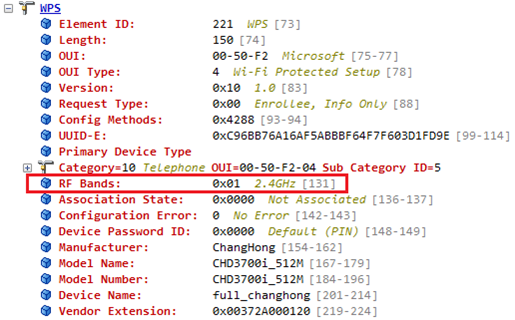 WPS
Element ID: 221 WPS [73]
Length: 150 [74]
OUI: 00-50-F2 Microsoft [75-77]
OUI Type: 4 Wi-Fi Protected Setup [78]
Version: 0x10 1.0 [83]
Request Type: 0x00 Enrollee, Info Only [88]
Config Methods: 0x4288 [93-94]
UUID-E: 0xC96BB76A16AF5ABBBF64F7F603D1FD9E [99-114]
Primary Device Type
Category=10 Telephone OUI=00-50-F2-04 Sub Category ID=5
RF Bands: 0x01 2.4GHz [131]
Association State: 0x0000 Not Associated [136-137]
Configuration Error: 0 No Error [142-143]
Device Password ID: 0x0000 Default (PIN) [148-149]
Manufacturer: ChangHong [154-162]
Model Name: CHD3700i_512M [167-179]
Model Number: CHD3700i_512M [184-196]
Device Name: full_changhong [201-214]
Vendor Extension: 0x00372A000120 [219-224]